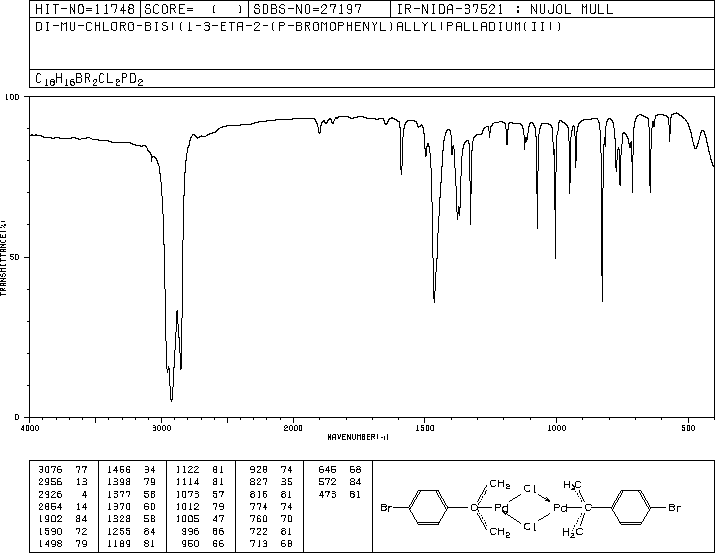 HIT-NO=11748 SCORE= ( ) SDBS-NO=27197 IR-NIDA-37521 : NUJOL MULL
DI-MU-CHLORO-BIS((1-3-ETA-2-(P-BROMOPHENYL)ALLYL)PALLADIUM(II))
C18H16BR2CL2PD2
100
50
0
TRANSMITTANCE(%)
4000 3000 2000 1500 1000 500
WAVENUMBER(-1)
3076 77 1466 34 1122 81 928 74 646 68
2956 13 1398 79 1114 81 827 35 572 84
2926 4 1377 58 1073 57 816 81 473 81
2854 14 1370 60 1012 79 774 74
1902 84 1328 58 1005 47 760 70
1590 72 1255 84 996 86 722 81
1498 79 1189 81 950 66 713 68
CH2 Cl H2C
Br C Pd Pd C Br
CH2 Cl H2C